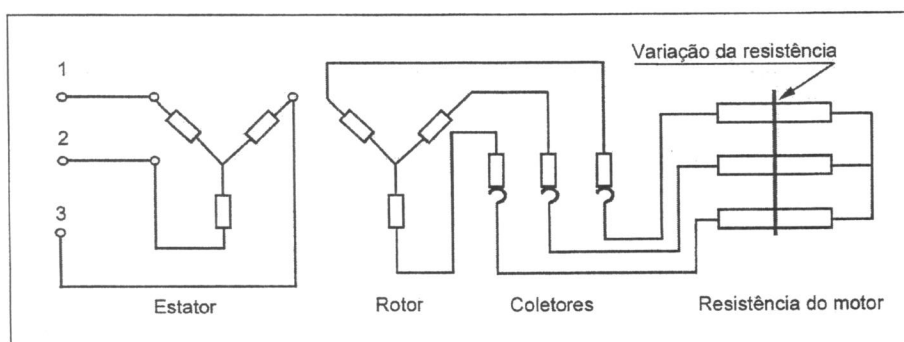 Variação da resistência
1
2
3
Estator
Rotor
Coletores
Resistência do motor